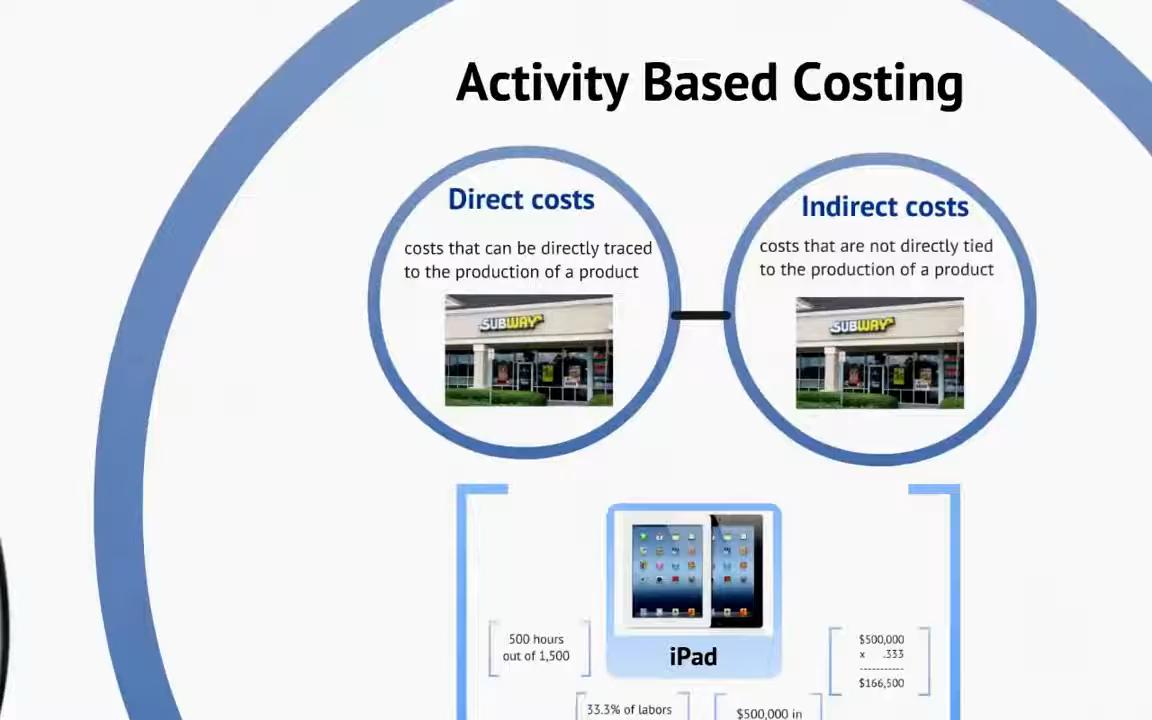 Activity Based Costing
Direct costs
costs that can be directly traced
to the production of a product
SUBWAY
Indirect costs
costs that are not directly tied
to the production of a product
SUBWAY
500 hours
out of 1,500
iPad
$500,000
x .333
-----------
$166,500
33.3% of labors
$500,000 in